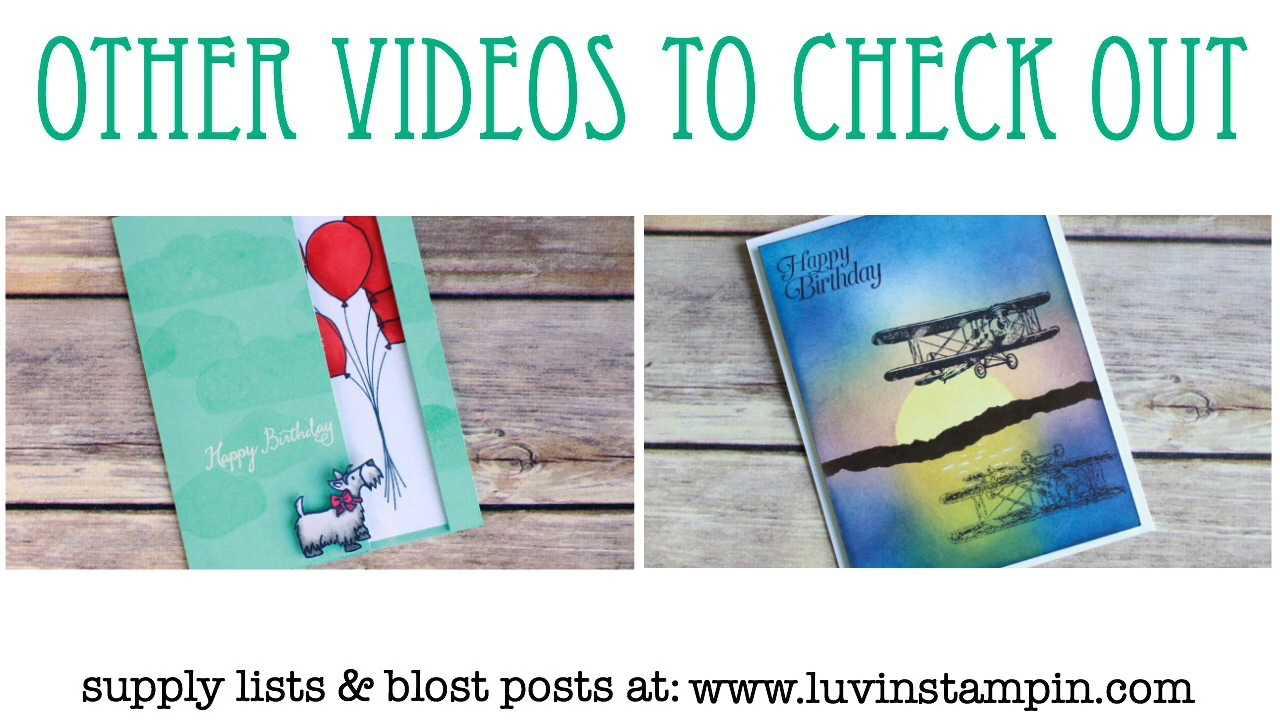 OTHER VIDEOS TO CHECK OUT
Happy Birthday
Happy
Birthday
supply lists & blost posts at: www.luvinstampin.com